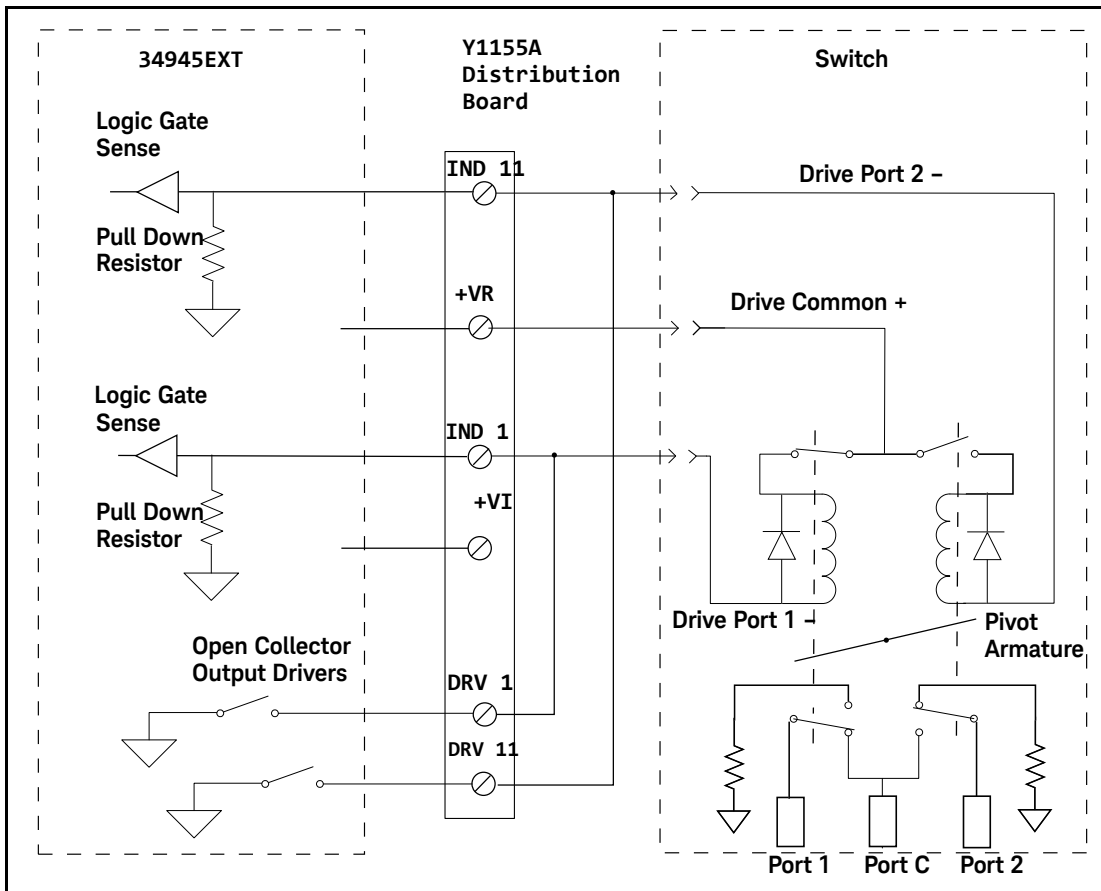 34945EXT
Y1155A
Distribution
Board
Switch
Logic Gate
Sense
IND 11
Drive Port 2 –
Pull Down
Resistor
+VR
Drive Common +
Logic Gate
Sense
IND 1
+VI
Pull Down
Resistor
Drive Port 1 –
Pivot
Armature
Open Collector
Output Drivers
DRV 1
DRV 11
Port 1
Port C
Port 2